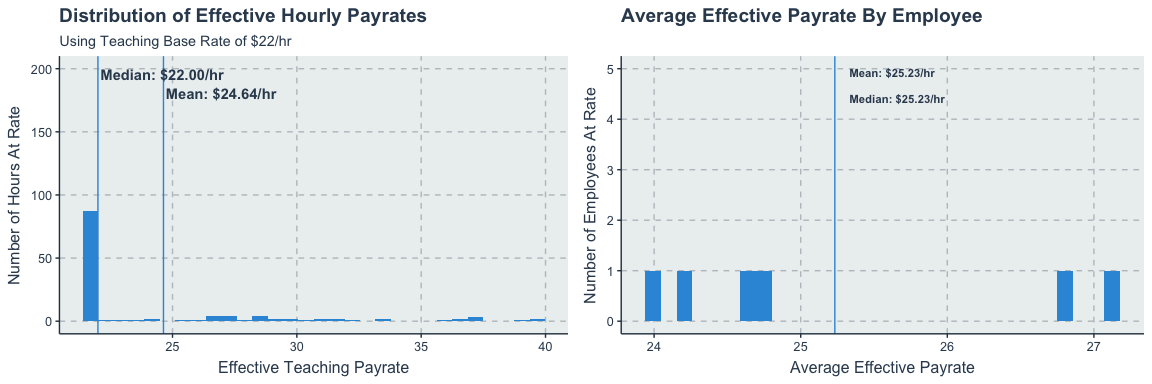 Distribution of Effective Hourly Payrates
Using Teaching Base Rate of $22/hr
Number of Hours At Rate
200
150
100
50
0
Median: $22.00/hr
Mean: $24.64/hr
25
30
35
40
Effective Teaching Payrate
Average Effective Payrate By Employee
Number of Employees At Rate
5
4
3
2
1
0
Mean: $25.23/hr
Median: $25.23/hr
24
25
26
27
Average Effective Payrate